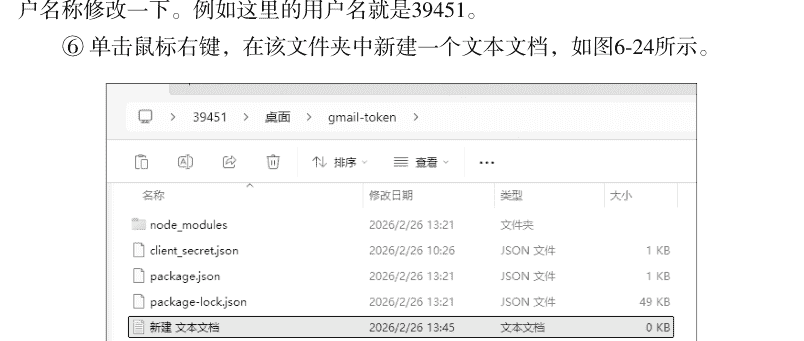 户名称修改一下。例如这里的用户名就是39451。
⑥ 单击鼠标右键，在该文件夹中新建一个文本文档，如图6-24所示。
39451 > 桌面 > gmail-token >
排序 查看 ...
名称 修改日期 类型 大小
node_modules 2026/2/26 13:21 文件夹
client_secret.json 2026/2/26 10:26 JSON 文件 1 KB
package.json 2026/2/26 13:21 JSON 文件 1 KB
package-lock.json 2026/2/26 13:21 JSON 文件 49 KB
新建 文本文档 2026/2/26 13:45 文本文档 0 KB